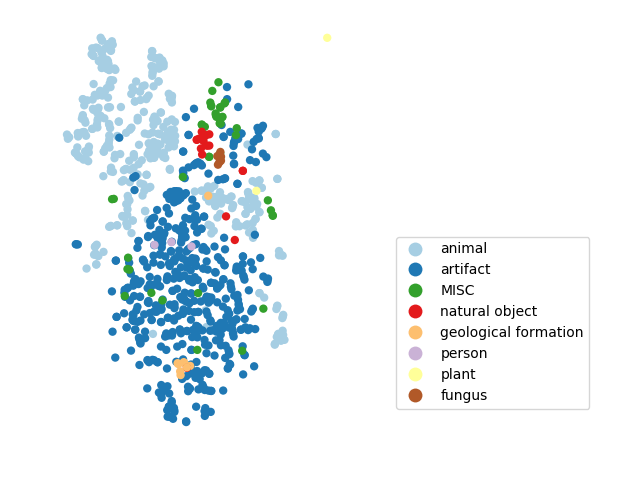 animal
artifact
MISC
natural object
geological formation
person
plant
fungus